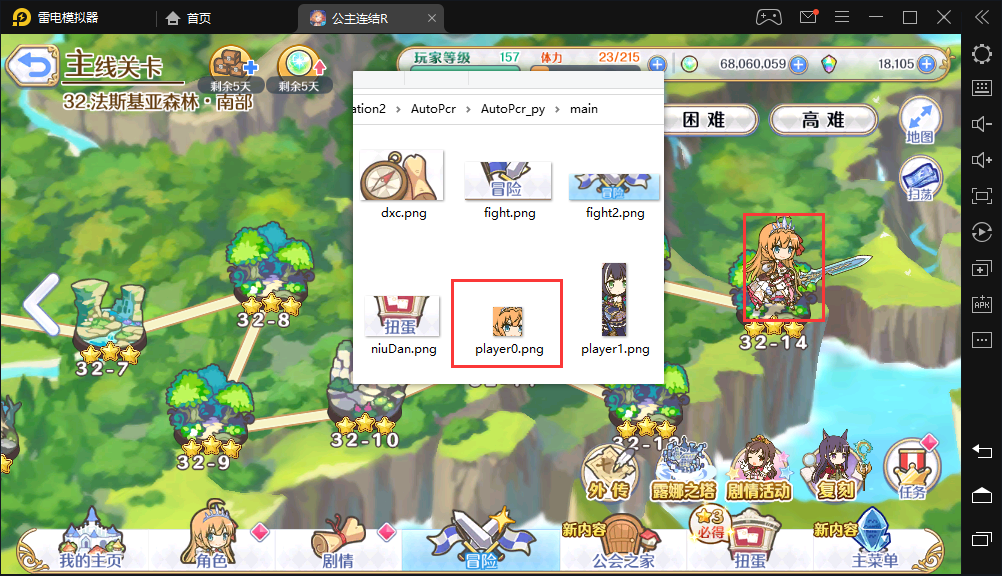 雷电模拟器
首页
公主连结R
主线关卡
剩余5天
剩余5天
玩家等级
157
体力
23/215
68,060,059
18,105
32.法斯基亚森林·南部
ation2 > AutoPcr > AutoPcr_py > main
困难
高难
地图
扫荡
冒险
冒险
dxc.png
fight.png
fight2.png
扭蛋
niuDan.png
player0.png
player1.png
32-7
32-8
32-9
32-10
32-13
32-14
外传
露娜之塔
剧情活动
复刻
任务
我的主页
角色
剧情
冒险
新内容
公会之家
★3
必得
扭蛋
新内容
主菜单
APK